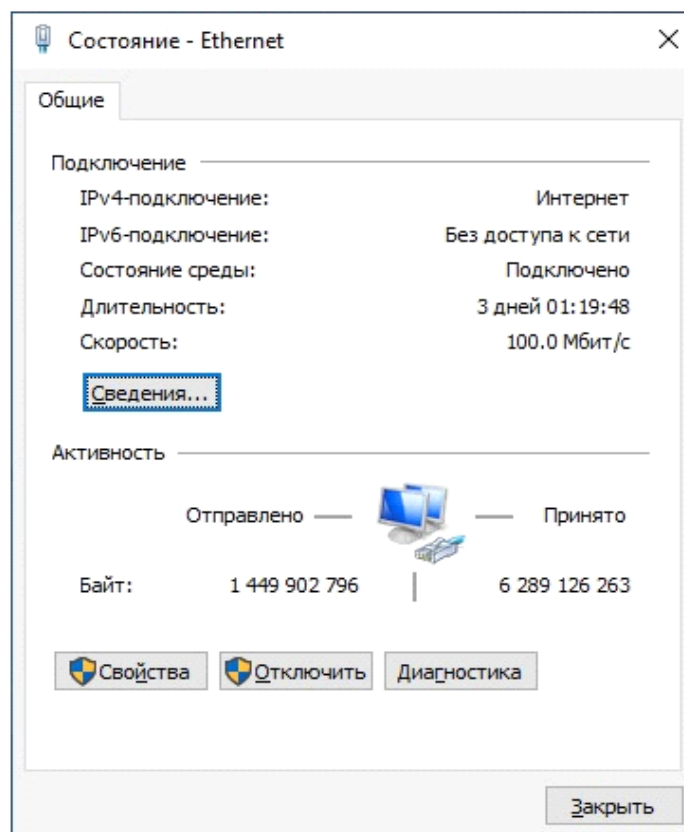 Состояние - Ethernet
Общие
Подключение
IPv4-подключение: Интернет
IPv6-подключение: Без доступа к сети
Состояние среды: Подключено
Длительность: 3 дней 01:19:48
Скорость: 100.0 Мбит/с
Сведения...
Активность
Отправлено — Принято
Байт: 1 449 902 796 6 289 126 263
Свойства Отключить Диагностика
Закрыть